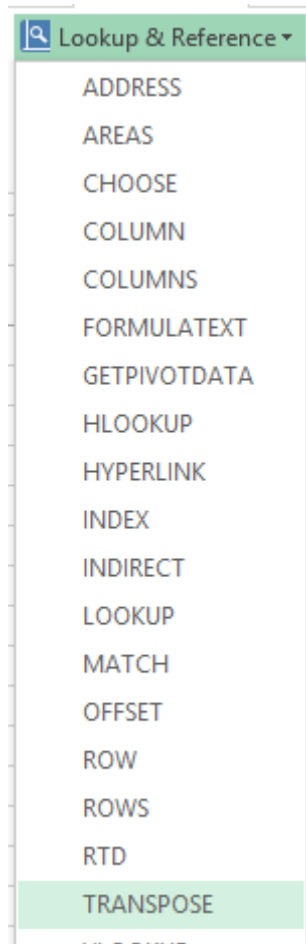 Lookup & Reference
ADDRESS
AREAS
CHOOSE
COLUMN
COLUMNS
FORMULATEXT
GETPIVOTDATA
HLOOKUP
HYPERLINK
INDEX
INDIRECT
LOOKUP
MATCH
OFFSET
ROW
ROWS
RTD
TRANSPOSE